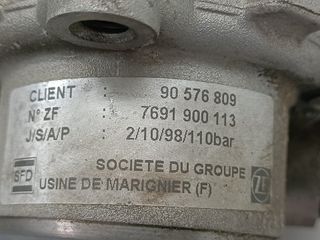 CLIENT : 90 576 809
N° ZF : 7691 900 113
J/S/A/P : 2/10/98/110bar
SFD SOCIETE DU GROUPE ZF
USINE DE MARIGNIER (F)